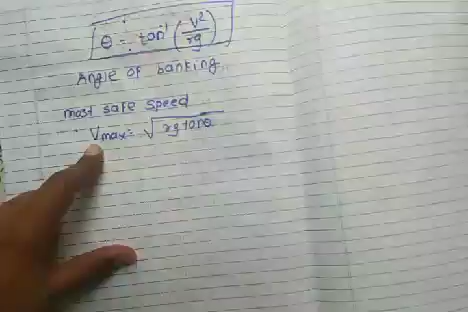 θ = tan⁻¹ (v²/rg)
Angle of banking.
most safe speed
Vmax = √rg tanθ